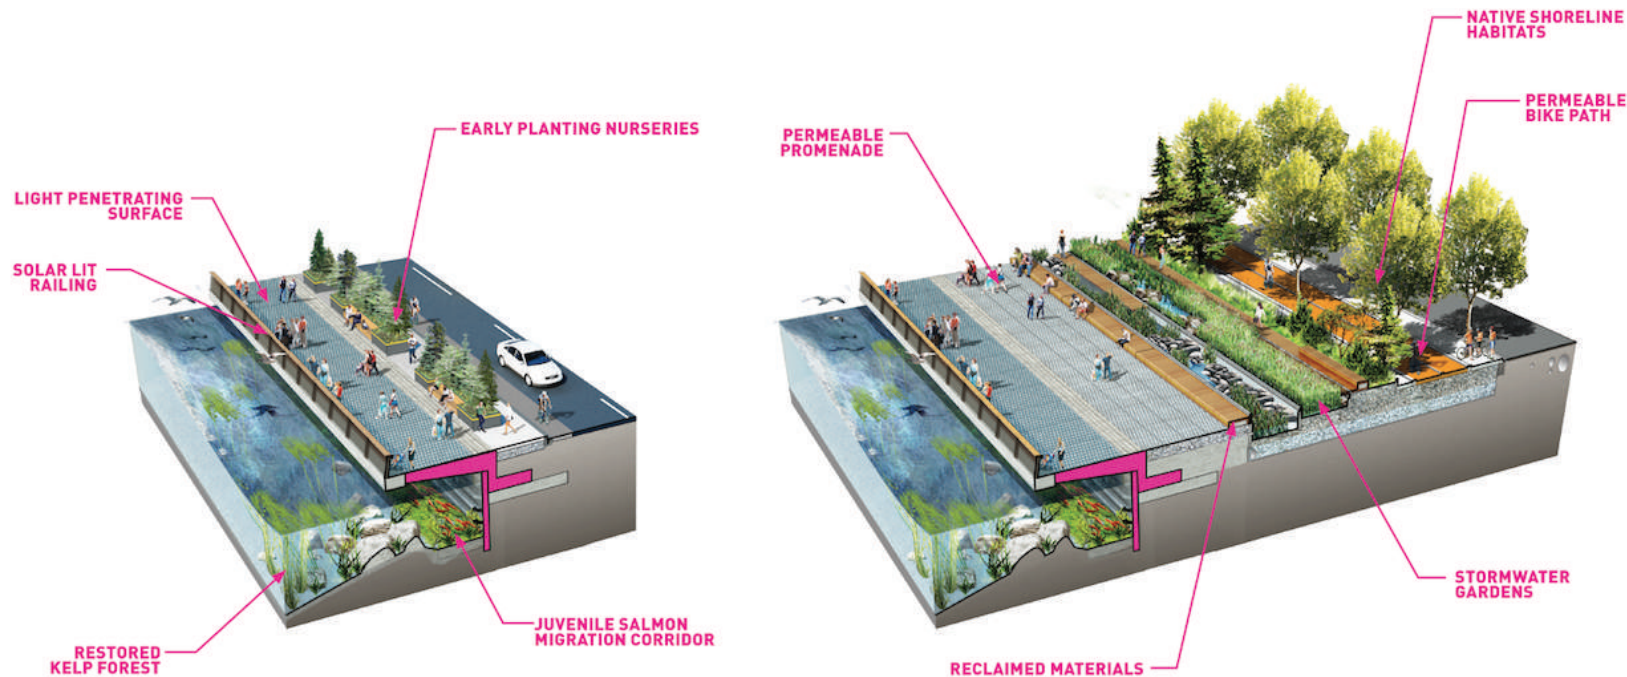 EARLY PLANTING NURSERIES
LIGHT PENETRATING
SURFACE
SOLAR LIT
RAILING
RESTORED
KELP FOREST
JUVENILE SALMON
MIGRATION CORRIDOR
NATIVE SHORELINE
HABITATS
PERMEABLE
BIKE PATH
PERMEABLE
PROMENADE
STORMWATER
GARDENS
RECLAIMED MATERIALS